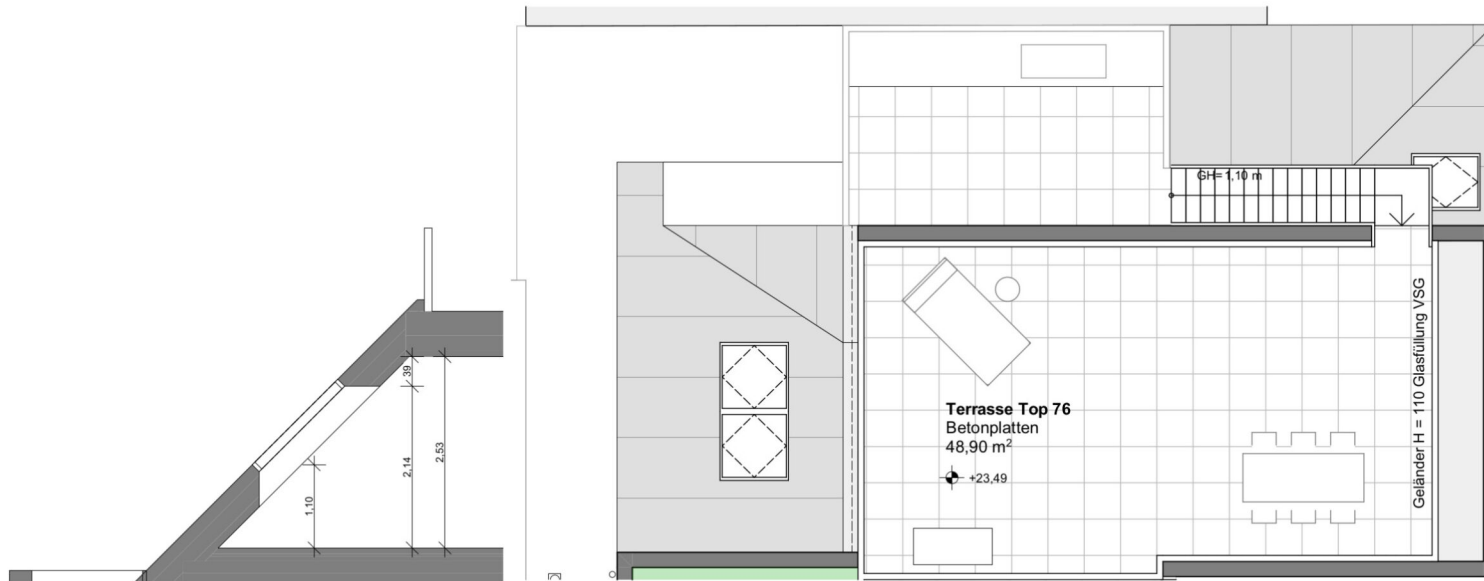 GH= 1,10 m
39
2,14
2,53
1,10
Terrasse Top 76
Betonplatten
48,90 m²
+23,49
Geländer H = 110 Glasfüllung VSG